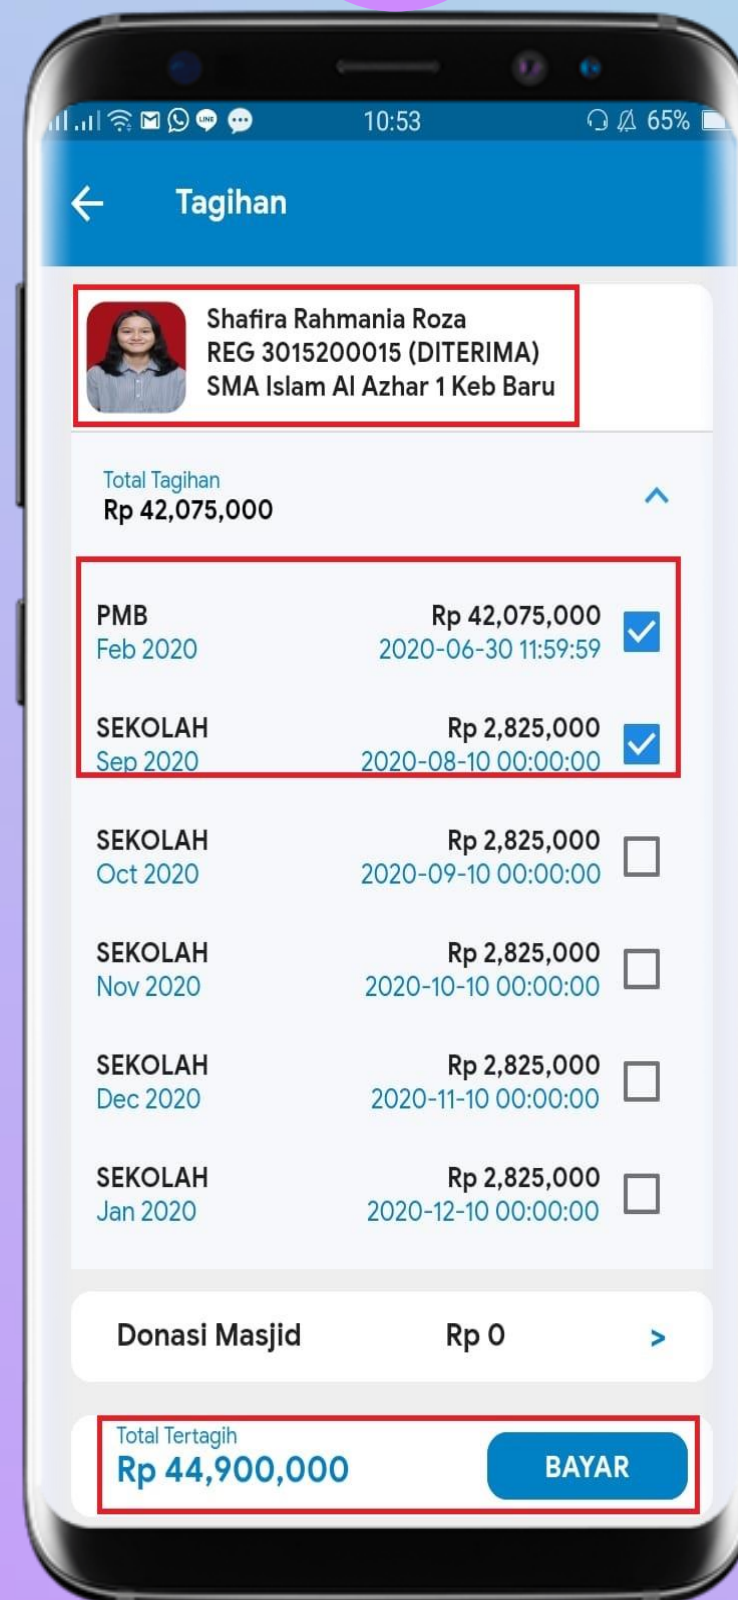 10:53
65%
Tagihan
Shafira Rahmania Roza
REG 3015200015 (DITERIMA)
SMA Islam Al Azhar 1 Keb Baru
Total Tagihan
Rp 42,075,000
PMB Rp 42,075,000
Feb 2020 2020-06-30 11:59:59
SEKOLAH Rp 2,825,000
Sep 2020 2020-08-10 00:00:00
SEKOLAH Rp 2,825,000
Oct 2020 2020-09-10 00:00:00
SEKOLAH Rp 2,825,000
Nov 2020 2020-10-10 00:00:00
SEKOLAH Rp 2,825,000
Dec 2020 2020-11-10 00:00:00
SEKOLAH Rp 2,825,000
Jan 2020 2020-12-10 00:00:00
Donasi Masjid Rp 0 >
Total Tertagih
Rp 44,900,000 BAYAR